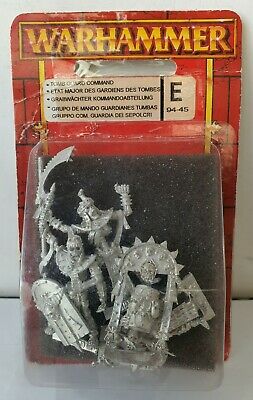 WARHAMMER
• TOMB GUARD COMMAND
• ETAT MAJOR DES GARDIENS DES TOMBES
• GRABWÄCHTER KOMMANDOABTEILUNG
• GRUPO DE MANDO GUARDIANES TUMBAS
GRUPPO COM. GUARDIA DEI SEPOLCRI
E
94-45